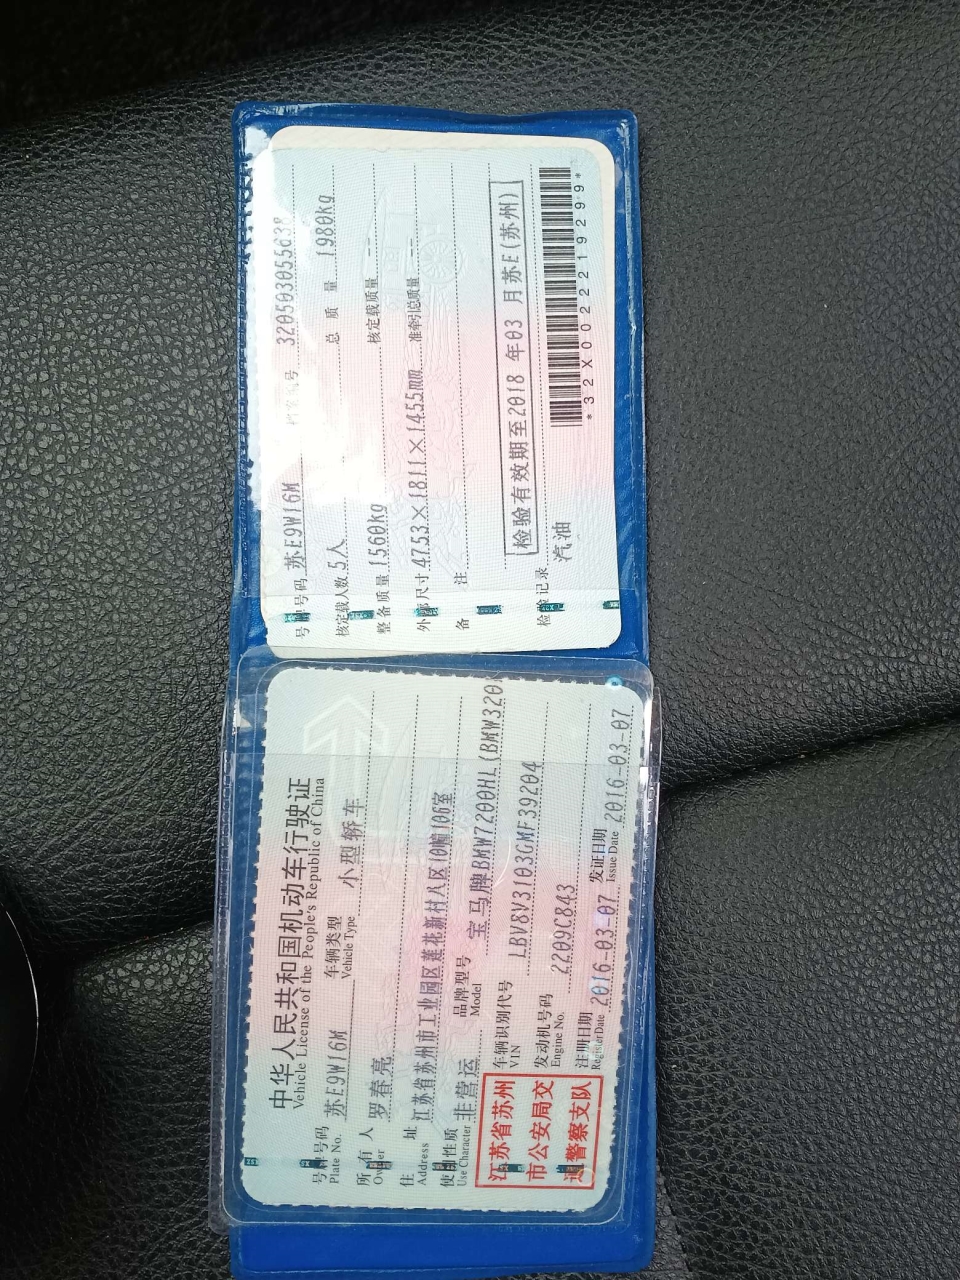 中华人民共和国机动车行驶证
Vehicle License of the People's Republic of China
号牌号码 苏E9W16M 车辆类型 小型轿车
Plate No. Vehicle Type
所有人 罗春亮
Owner
住址 江苏省苏州市工业园区莲花新村八区10幢106室
Address
使用性质 非营运 品牌型号 宝马牌BMW7200HL(BMW320
Use Character Model
江苏省苏州
市公安局交
通警察支队
车辆识别代号 LBV8V3103GMF39204
VIN
发动机号码 2209C843
Engine No.
注册日期 2016-03-07 发证日期 2016-03-07
Register Date Issue Date
号牌号码 苏E9W16M 档案编号 320503055638
核定载人数 5人 总质量 1980kg
整备质量 1560kg 核定载质量 --
外廓尺寸 4753×1811×1455mm 准牵引总质量 --
备注
检验有效期至2018年03月苏E(苏州)
检验记录
汽油
*32X0022219299*